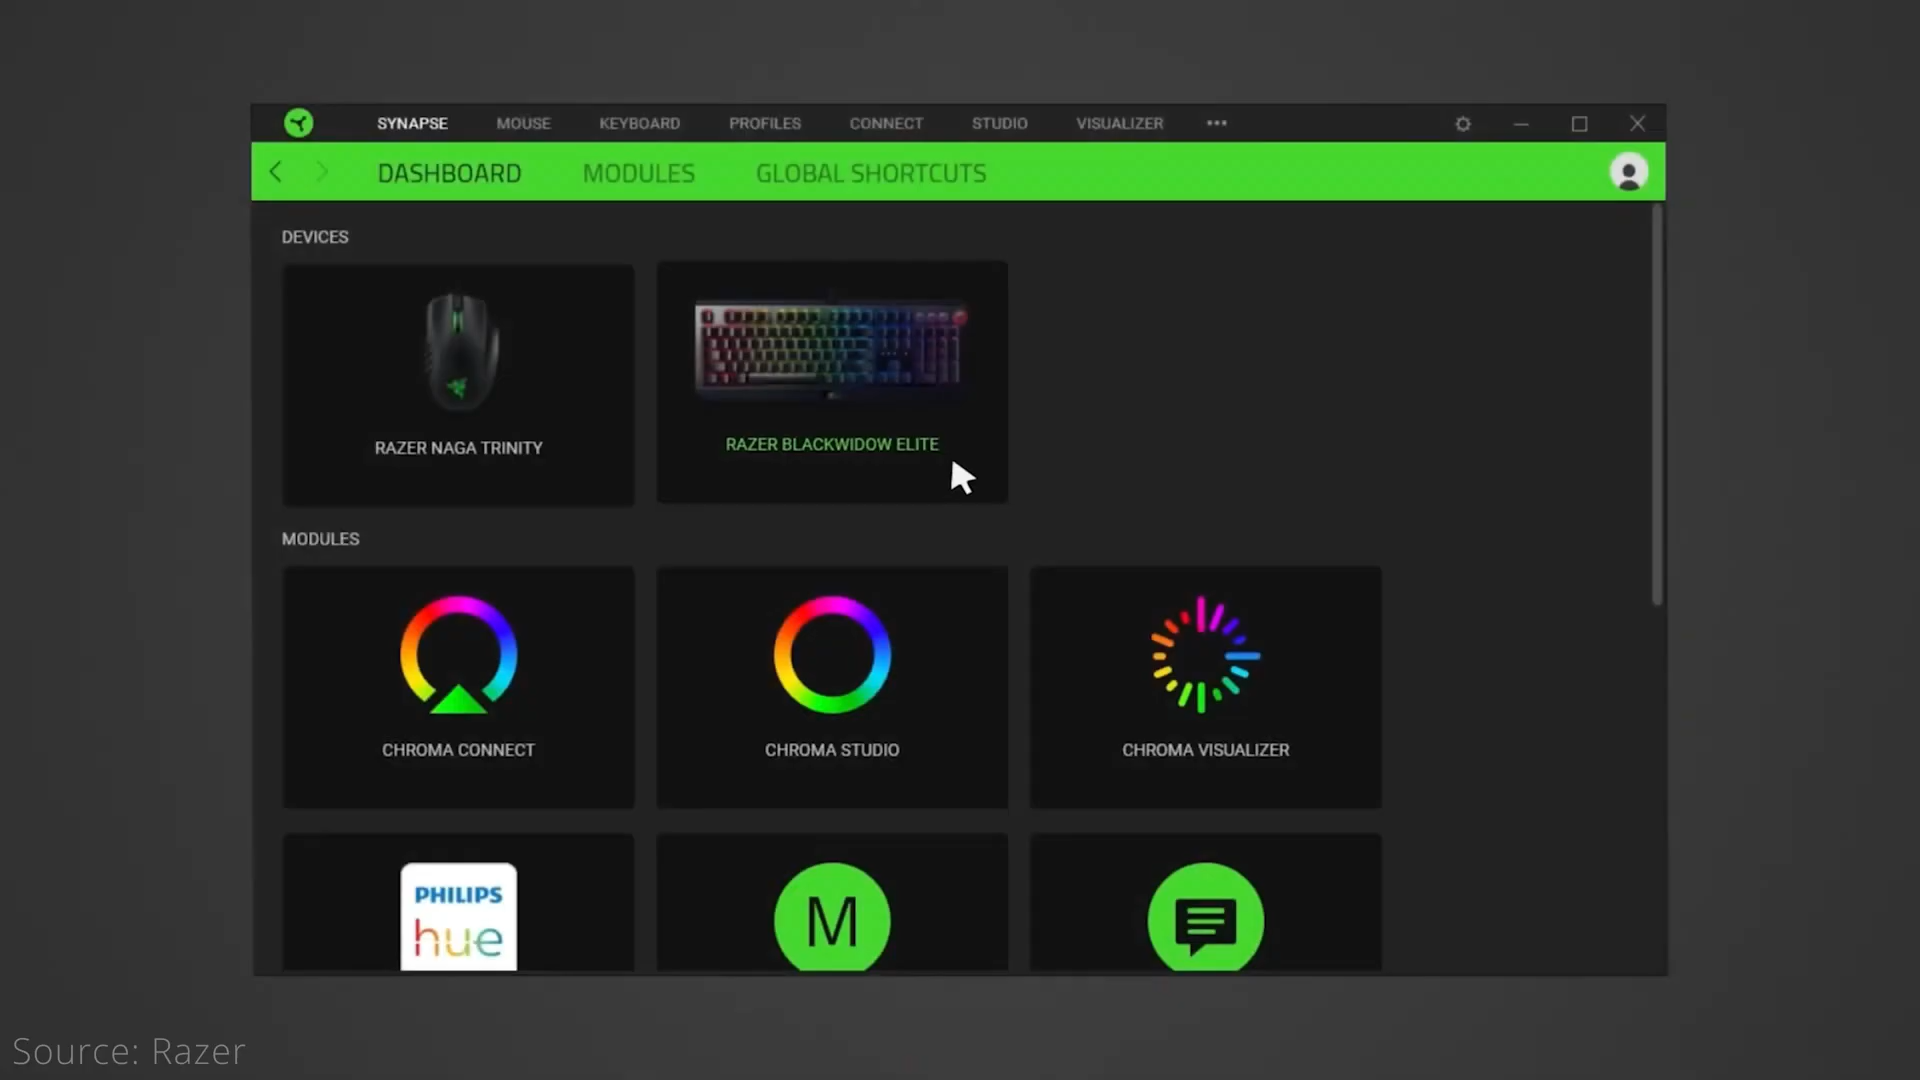 SYNAPSE MOUSE KEYBOARD PROFILES CONNECT STUDIO VISUALIZER •••
DASHBOARD MODULES GLOBAL SHORTCUTS
DEVICES
RAZER NAGA TRINITY
RAZER BLACKWIDOW ELITE
MODULES
CHROMA CONNECT
CHROMA STUDIO
CHROMA VISUALIZER
PHILIPS
hue
M
Source: Razer